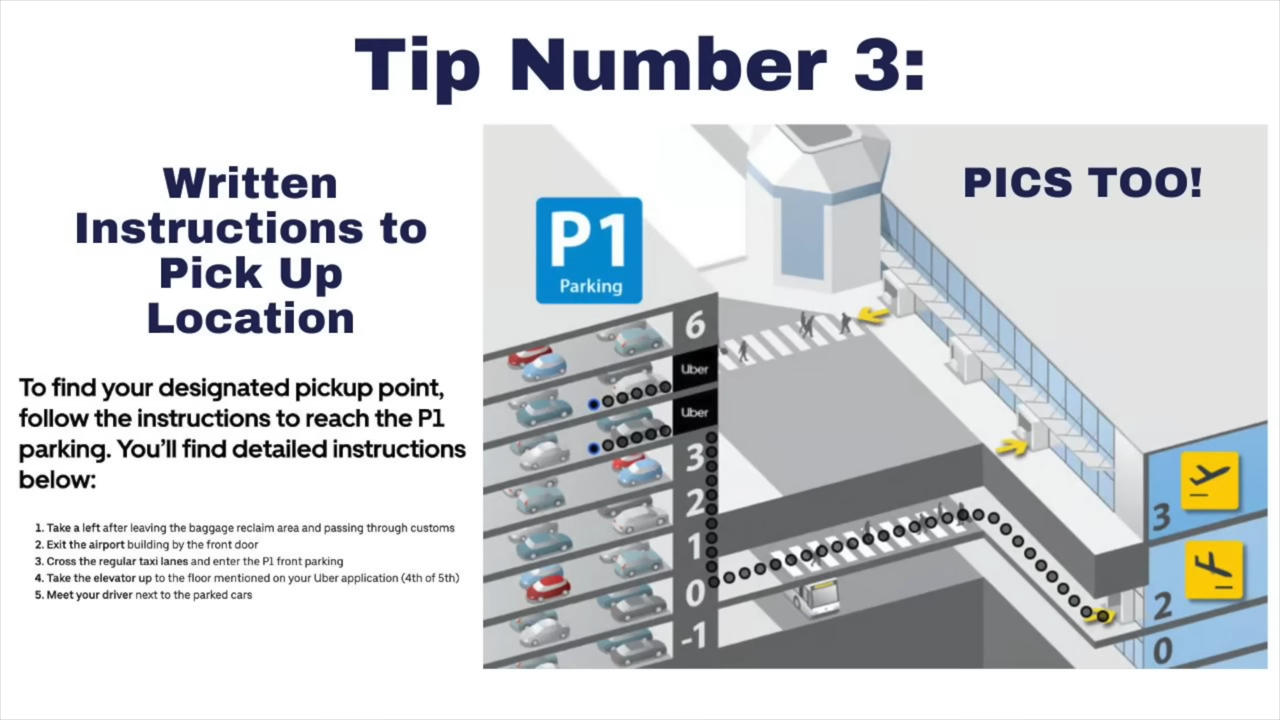 Tip Number 3:
Written
Instructions to
Pick Up
Location
To find your designated pickup point,
follow the instructions to reach the P1
parking. You'll find detailed instructions
below:
1. Take a left after leaving the baggage reclaim area and passing through customs
2. Exit the airport building by the front door
3. Cross the regular taxi lanes and enter the P1 front parking
4. Take the elevator up to the floor mentioned on your Uber application (4th of 5th)
5. Meet your driver next to the parked cars
PICS TOO!
P1
Parking
6
Uber
Uber
3
2
1
0
-1
3
2
0